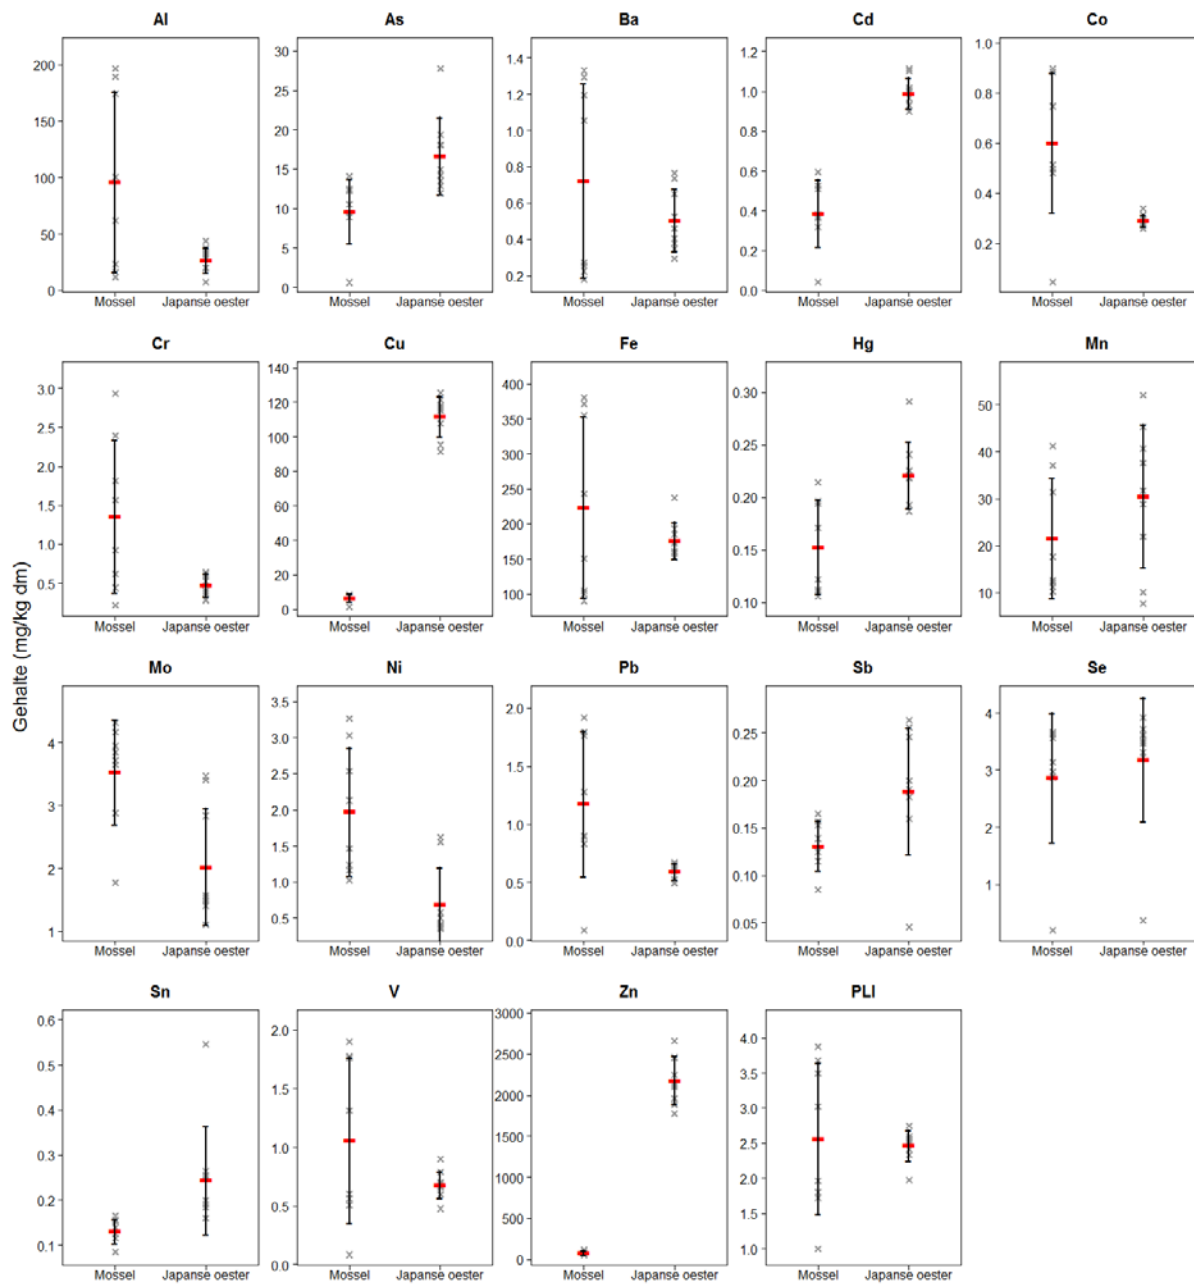 Al As Ba Cd Co
200 150 100 50 0
30 25 20 15 10 5 0
1.4 1.2 1.0 0.8 0.6 0.4 0.2
1.2 1.0 0.8 0.6 0.4 0.2 0.0
1.0 0.8 0.6 0.4 0.2
Mossel Japanse oester Mossel Japanse oester Mossel Japanse oester Mossel Japanse oester Mossel Japanse oester
Cr Cu Fe Hg Mn
3.0 2.5 2.0 1.5 1.0 0.5
140 120 100 80 60 40 20 0
400 350 300 250 200 150 100
0.30 0.25 0.20 0.15 0.10
50 40 30 20 10
Mossel Japanse oester Mossel Japanse oester Mossel Japanse oester Mossel Japanse oester Mossel Japanse oester
Gehalte (mg/kg dm)
Mo Ni Pb Sb Se
4 3 2 1
3.5 3.0 2.5 2.0 1.5 1.0 0.5
2.0 1.5 1.0 0.5 0.0
0.25 0.20 0.15 0.10 0.05
4 3 2 1
Mossel Japanse oester Mossel Japanse oester Mossel Japanse oester Mossel Japanse oester Mossel Japanse oester
Sn V Zn PLI
0.6 0.5 0.4 0.3 0.2 0.1
2.0 1.5 1.0 0.5 0.0
3000 2500 2000 1500 1000 500 0
4.0 3.5 3.0 2.5 2.0 1.5 1.0
Mossel Japanse oester Mossel Japanse oester Mossel Japanse oester Mossel Japanse oester